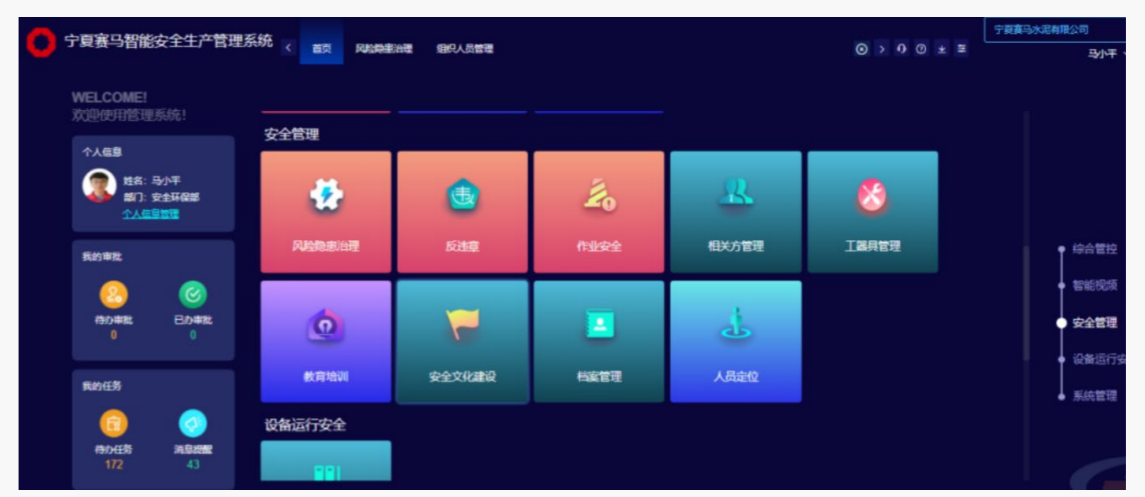 宁夏赛马智能安全生产管理系统
首页
风险隐患治理
组织人员管理
宁夏赛马水泥有限公司
马小平
WELCOME!
欢迎使用管理系统!
个人信息
姓名: 马小平
部门: 安全环保部
个人信息管理
我的审批
待办审批
已办审批
0
0
我的任务
待办任务
消息提醒
172
43
安全管理
风险隐患治理
反违章
作业安全
相关方管理
工器具管理
教育培训
安全文化建设
档案管理
人员定位
设备运行安全
综合管控
智能视频
安全管理
设备运行安
系统管理